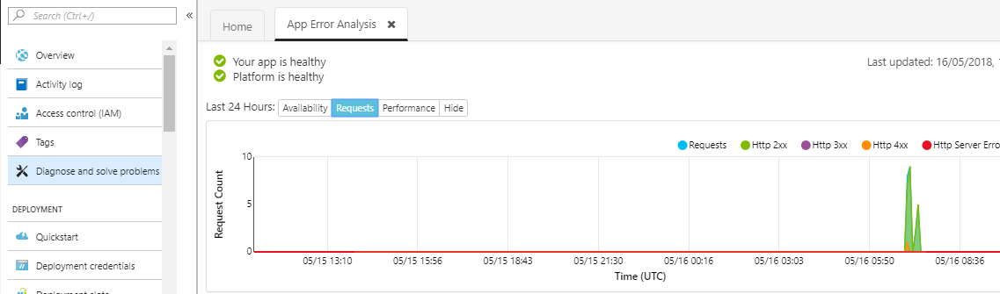 Search (Ctrl+/)
«
Overview
Activity log
Access control (IAM)
Tags
Diagnose and solve problems
DEPLOYMENT
Quickstart
Deployment credentials
Home
App Error Analysis
Your app is healthy
Platform is healthy
Last updated: 16/05/2018,
Last 24 Hours: Availability Requests Performance Hide
Requests Http 2xx Http 3xx Http 4xx Http Server Erro
Request Count
10
5
0
05/15 13:10 05/15 15:56 05/15 18:43 05/15 21:30 05/16 00:16 05/16 03:03 05/16 05:50 05/16 08:36
Time (UTC)